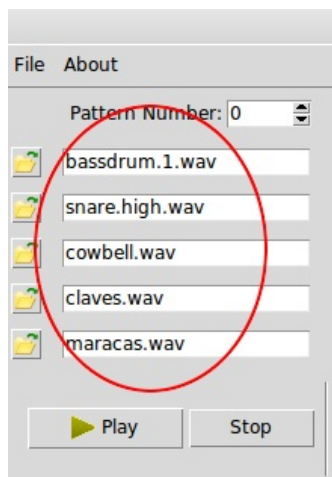 File About
Pattern Number: 0
bassdrum.1.wav
snare.high.wav
cowbell.wav
claves.wav
maracas.wav
Play Stop